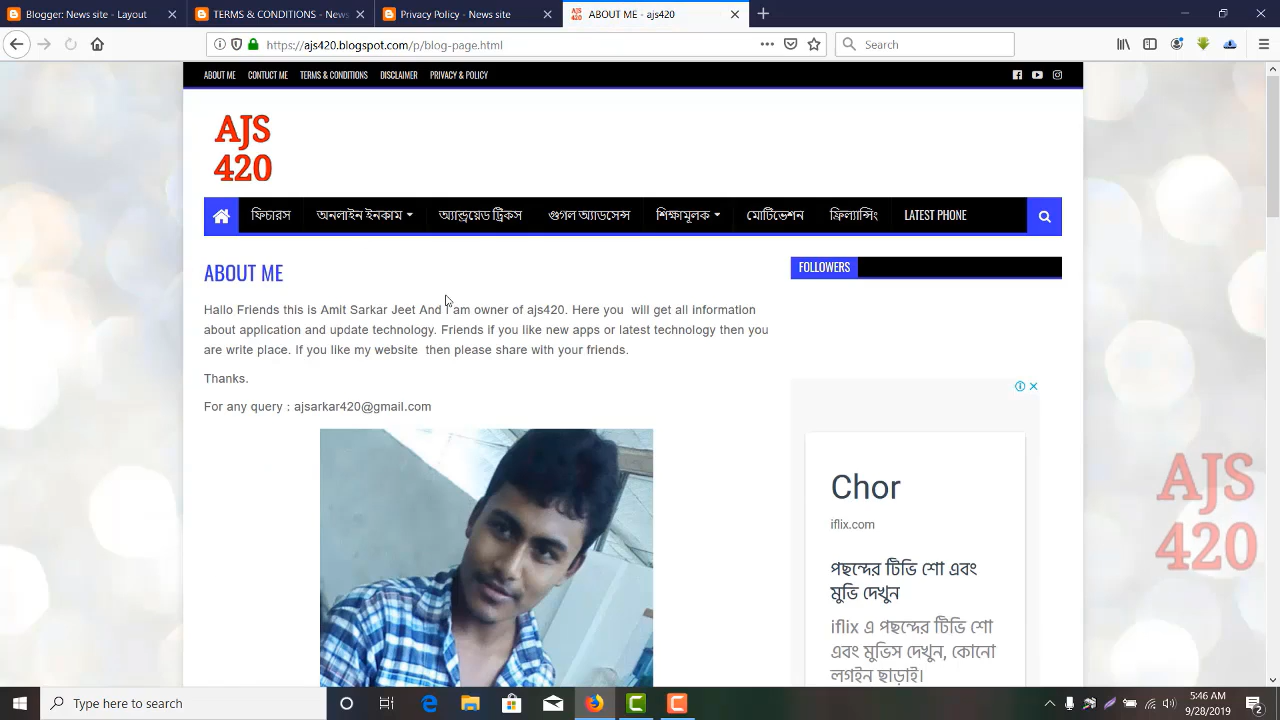 Blogger: News site - Layout
TERMS & CONDITIONS - News
Privacy Policy - News site
AJS 420 ABOUT ME - ajs420
https://ajs420.blogspot.com/p/blog-page.html
Search
ABOUT ME CONTUCT ME TERMS & CONDITIONS DISCLAIMER PRIVACY & POLICY
AJS
420
ফিচারস অনলাইন ইনকাম অ্যান্ড্রয়েড ট্রিকস গুগল অ্যাডসেন্স শিক্ষামূলক মোটিভেশন ফ্রিল্যান্সিং LATEST PHONE
ABOUT ME
Hallo Friends this is Amit Sarkar Jeet And I am owner of ajs420. Here you will get all information
about application and update technology. Friends if you like new apps or latest technology then you
are write place. If you like my website then please share with your friends.
Thanks.
For any query : ajsarkar420@gmail.com
FOLLOWERS
Chor
iflix.com
পছন্দের টিভি শো এবং
মুভি দেখুন
iflix এ পছন্দের টিভি শো
এবং মুভিস দেখুন, কোনো
লগইন ছাড়াই।
AJS
420
Type here to search
5:46 AM
9/28/2019
2